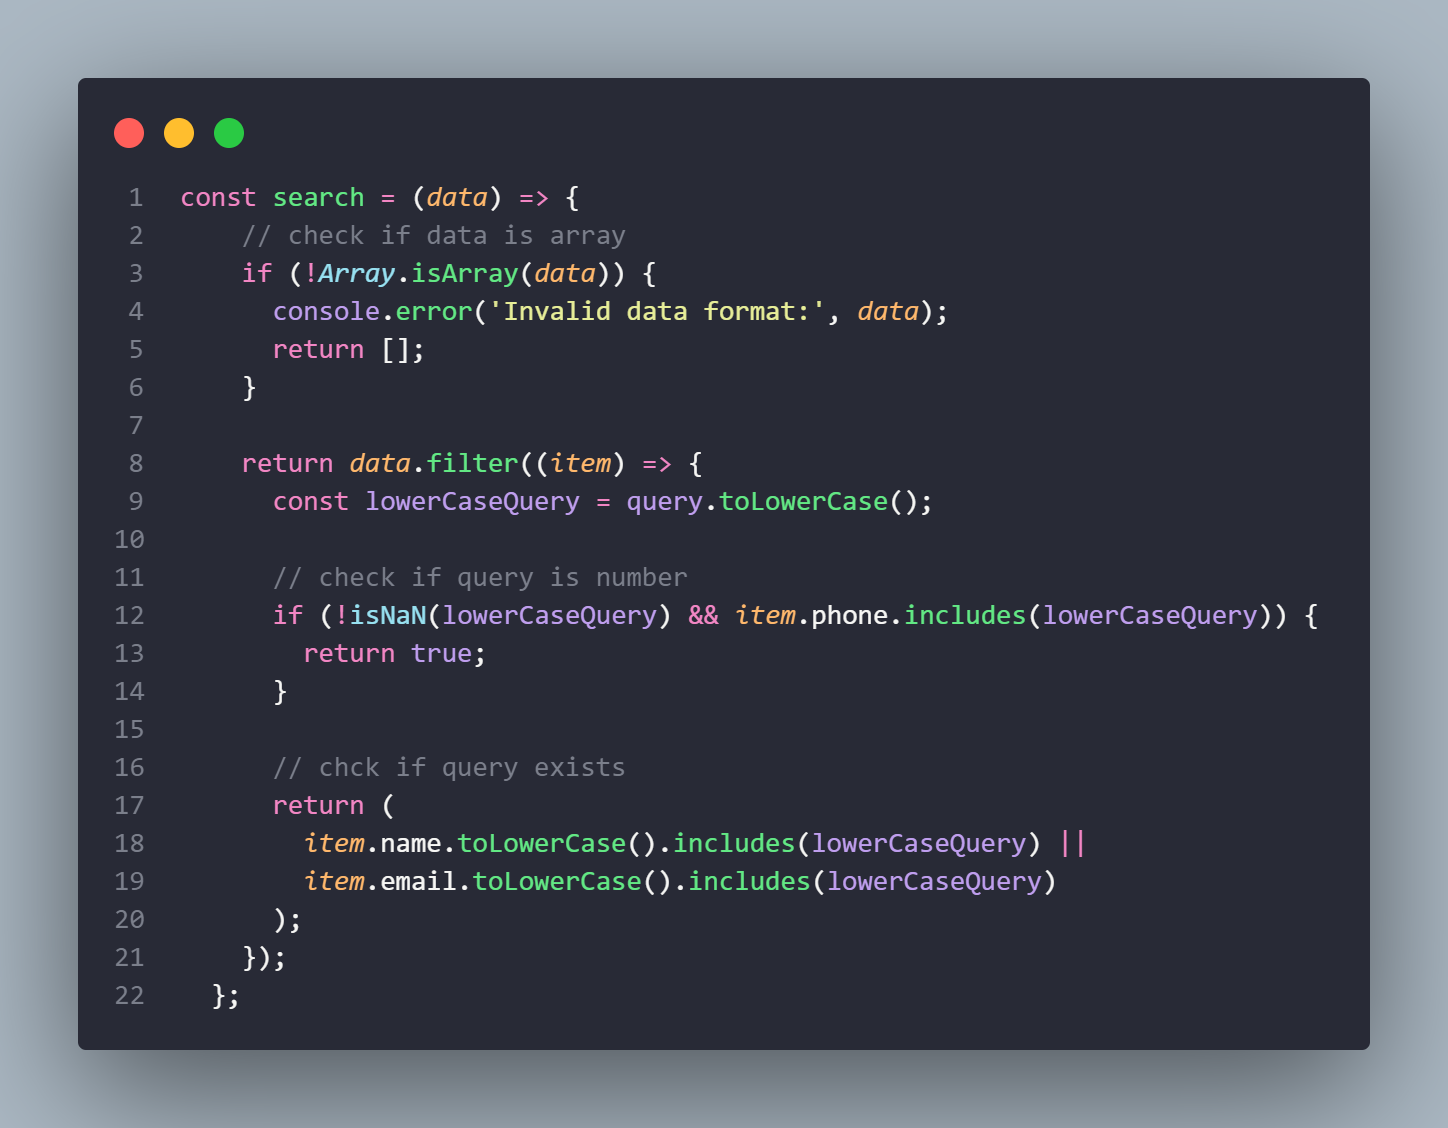 1 const search = (data) => {
2 // check if data is array
3 if (!Array.isArray(data)) {
4 console.error('Invalid data format:', data);
5 return [];
6 }
7
8 return data.filter((item) => {
9 const lowerCaseQuery = query.toLowerCase();
10
11 // check if query is number
12 if (!isNaN(lowerCaseQuery) && item.phone.includes(lowerCaseQuery)) {
13 return true;
14 }
15
16 // chck if query exists
17 return (
18 item.name.toLowerCase().includes(lowerCaseQuery) ||
19 item.email.toLowerCase().includes(lowerCaseQuery)
20 );
21 });
22 };